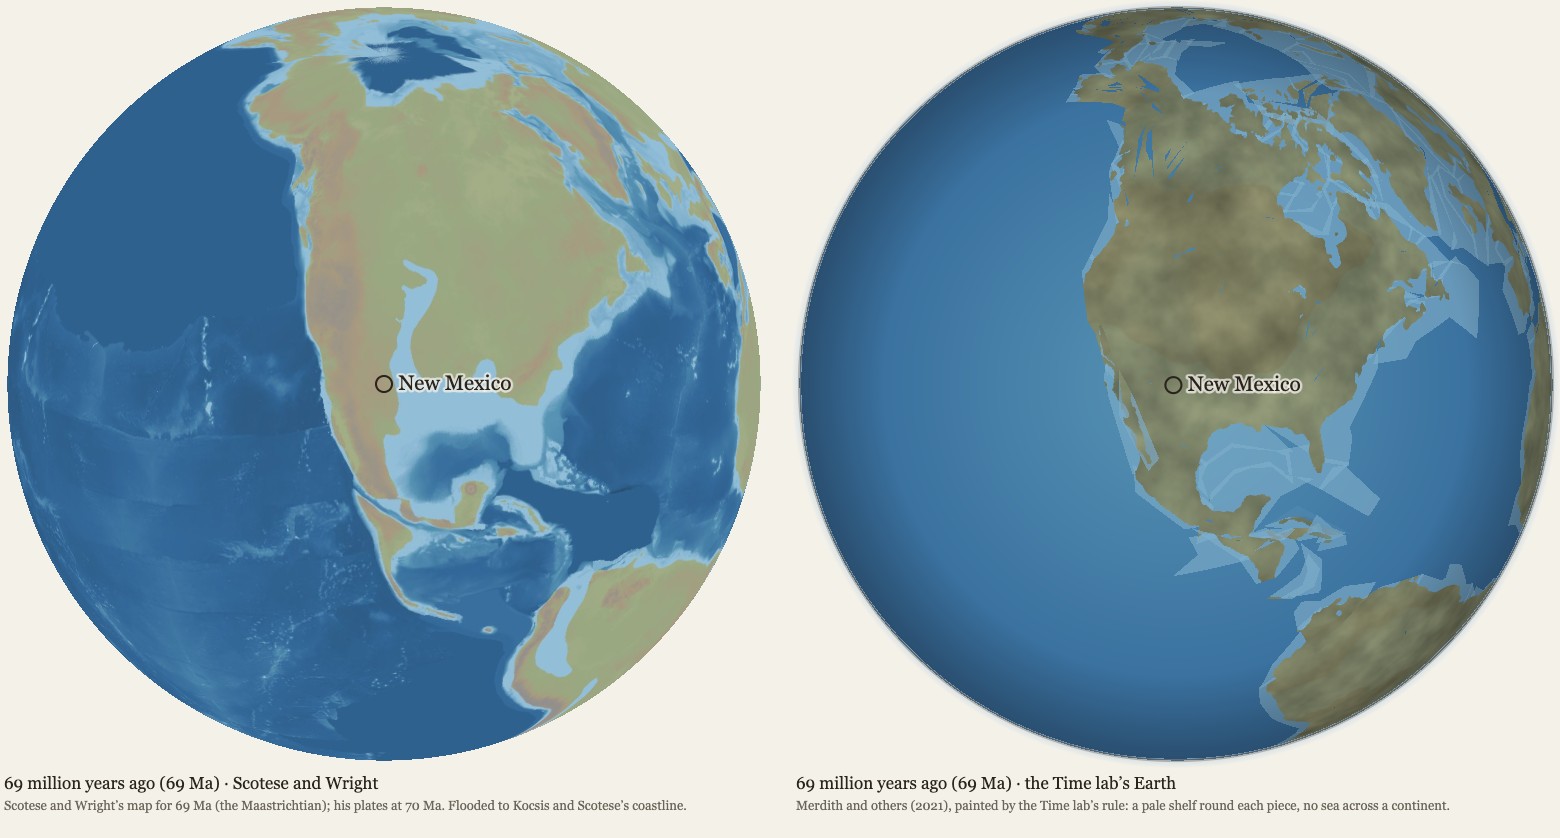 New Mexico
New Mexico
69 million years ago (69 Ma) · Scotese and Wright
Scotese and Wright’s map for 69 Ma (the Maastrichtian); his plates at 70 Ma. Flooded to Kocsis and Scotese’s coastline.
69 million years ago (69 Ma) · the Time lab’s Earth
Merdith and others (2021), painted by the Time lab’s rule: a pale shelf round each piece, no sea across a continent.